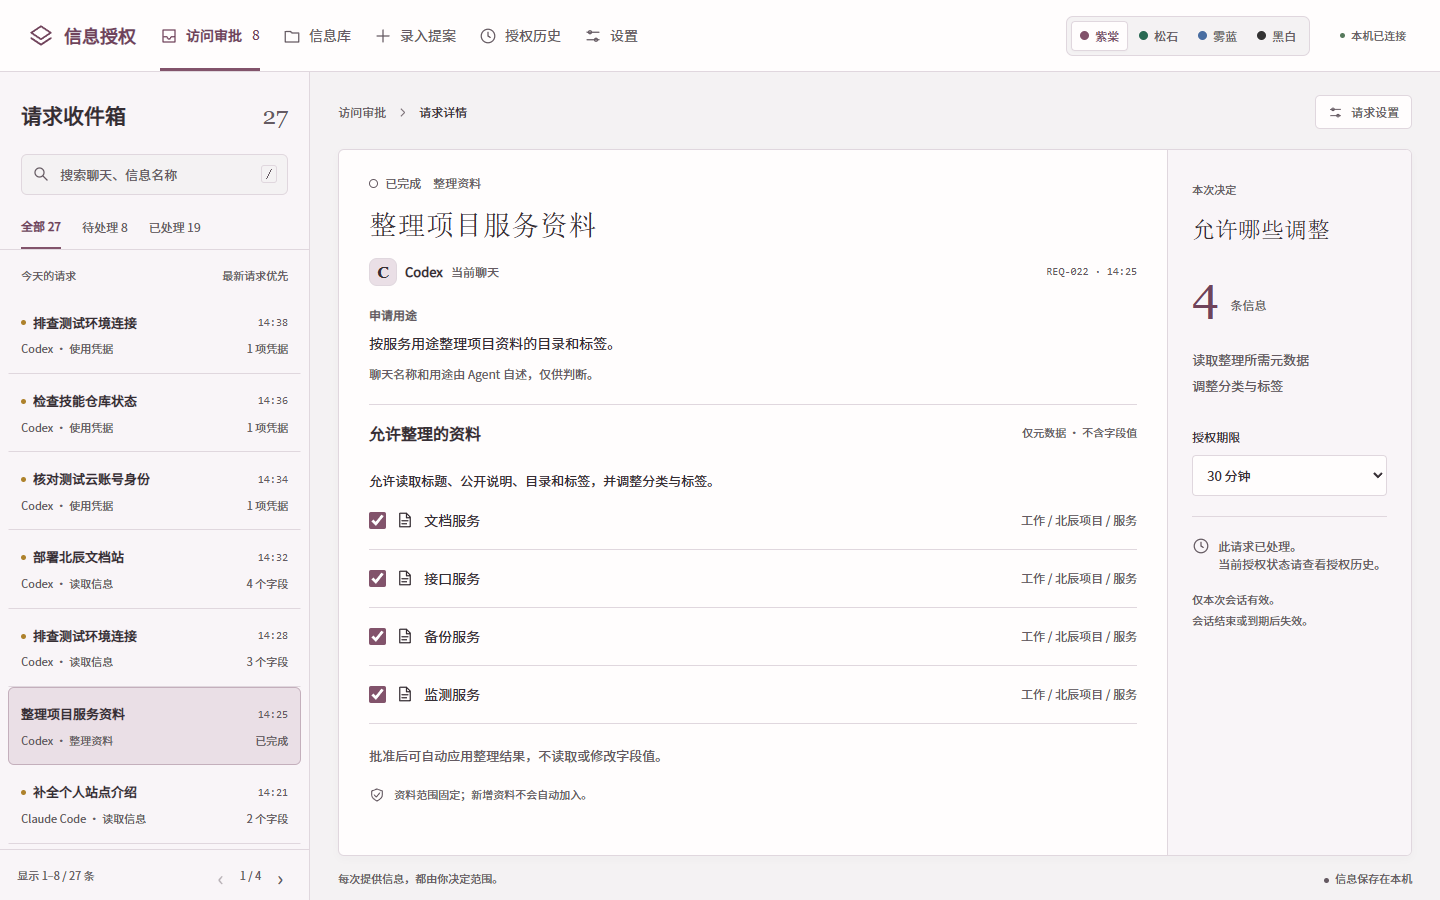 信息授权
访问审批 8
信息库
录入提案
授权历史
设置
紫棠
松石
雾蓝
黑白
本机已连接
请求收件箱 27
搜索聊天、信息名称 /
全部 27
待处理 8
已处理 19
今天的请求 最新请求优先
排查测试环境连接 14:38
Codex · 使用凭据 1 项凭据
检查技能仓库状态 14:36
Codex · 使用凭据 1 项凭据
核对测试云账号身份 14:34
Codex · 使用凭据 1 项凭据
部署北辰文档站 14:32
Codex · 读取信息 4 个字段
排查测试环境连接 14:28
Codex · 读取信息 3 个字段
整理项目服务资料 14:25
Codex · 整理资料 已完成
补全个人站点介绍 14:21
Claude Code · 读取信息 2 个字段
显示 1–8 / 27 条 ‹ 1 / 4 ›
访问审批 > 请求详情
请求设置
已完成 整理资料
整理项目服务资料
C Codex 当前聊天 REQ-022 · 14:25
申请用途
按服务用途整理项目资料的目录和标签。
聊天名称和用途由 Agent 自述，仅供判断。
允许整理的资料 仅元数据 · 不含字段值
允许读取标题、公开说明、目录和标签，并调整分类与标签。
文档服务 工作 / 北辰项目 / 服务
接口服务 工作 / 北辰项目 / 服务
备份服务 工作 / 北辰项目 / 服务
监测服务 工作 / 北辰项目 / 服务
批准后可自动应用整理结果，不读取或修改字段值。
资料范围固定；新增资料不会自动加入。
本次决定
允许哪些调整
4 条信息
读取整理所需元数据
调整分类与标签
授权期限
30 分钟
此请求已处理。
当前授权状态请查看授权历史。
仅本次会话有效。
会话结束或到期后失效。
每次提供信息，都由你决定范围。
信息保存在本机